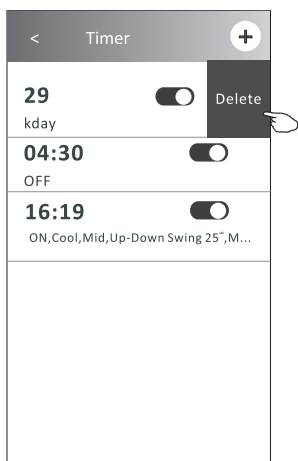 < Timer +
29 Delete
kday
04:30
OFF
16:19
ON,Cool,Mid,Up-Down Swing 25°,M...